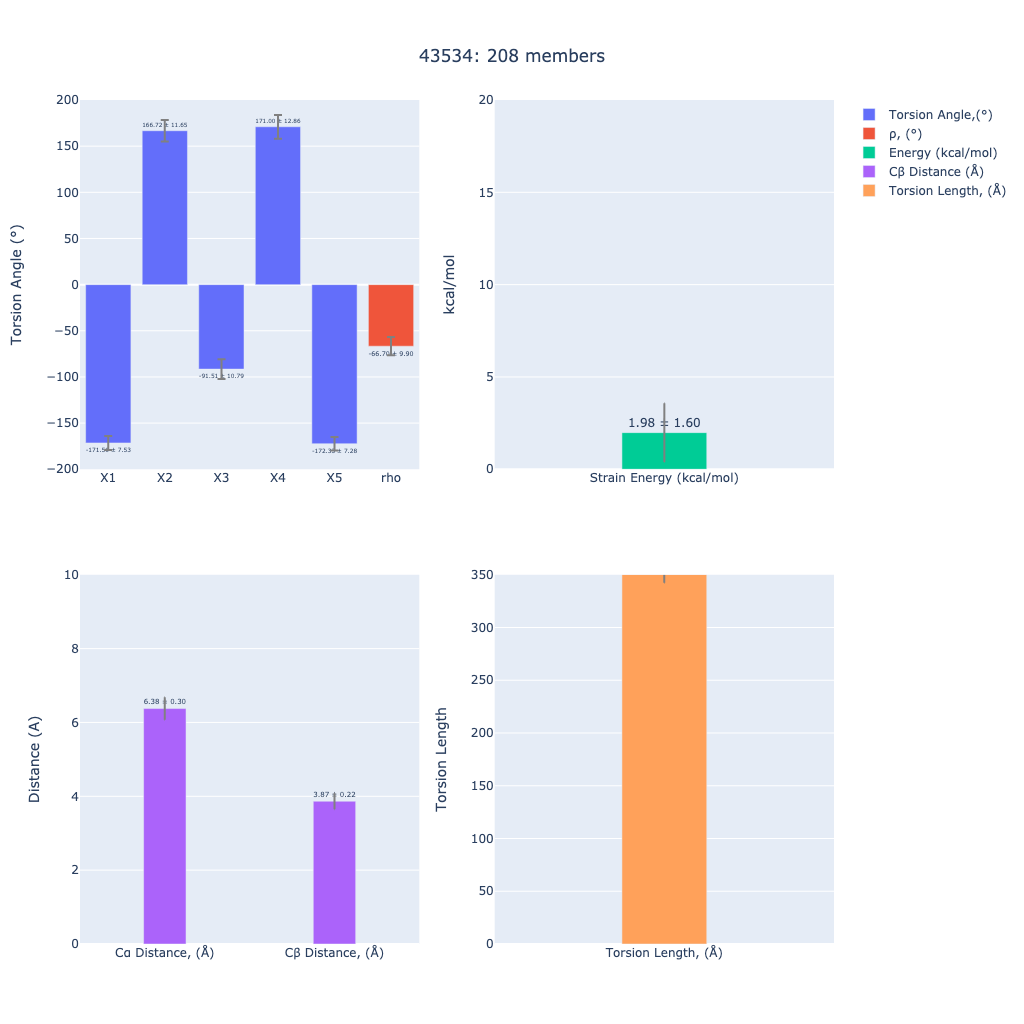 43534: 208 members
Torsion Angle (°)
200
150
100
50
0
−50
−100
−150
−200
166.72 ± 11.65
171.00 ± 12.86
-91.51 ± 10.79
-66.70 ± 9.90
± 7.53
± 7.28
X1
X2
X3
X4
X5
rho
kcal/mol
20
15
10
5
0
1.98 ± 1.60
Strain Energy (kcal/mol)
Torsion Angle,(°)
ρ, (°)
Energy (kcal/mol)
Cβ Distance (Å)
Torsion Length, (Å)
Distance (A)
10
8
6
4
2
0
6.38 ± 0.30
3.87 ± 0.22
Cα Distance, (Å)
Cβ Distance, (Å)
Torsion Length
350
300
250
200
150
100
50
0
Torsion Length, (Å)